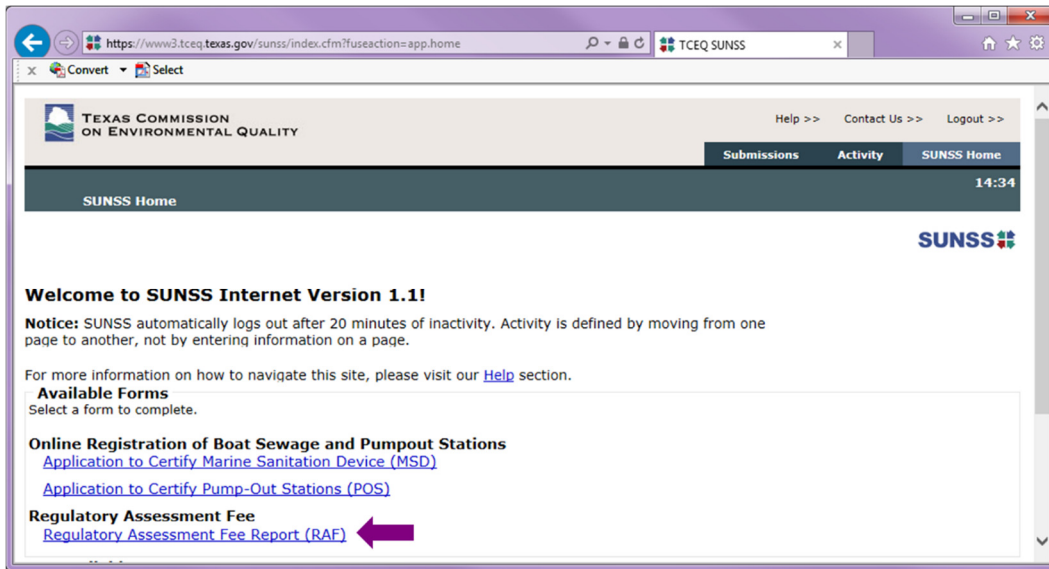 https://www3.tceq.texas.gov/sunss/index.cfm?fuseaction=app.home
TCEQ SUNSS
x Convert Select
TEXAS COMMISSION
ON ENVIRONMENTAL QUALITY
Help >> Contact Us >> Logout >>
Submissions Activity SUNSS Home
14:34
SUNSS Home
SUNSS
Welcome to SUNSS Internet Version 1.1!
Notice: SUNSS automatically logs out after 20 minutes of inactivity. Activity is defined by moving from one
page to another, not by entering information on a page.
For more information on how to navigate this site, please visit our Help section.
Available Forms
Select a form to complete.
Online Registration of Boat Sewage and Pumpout Stations
Application to Certify Marine Sanitation Device (MSD)
Application to Certify Pump-Out Stations (POS)
Regulatory Assessment Fee
Regulatory Assessment Fee Report (RAF)